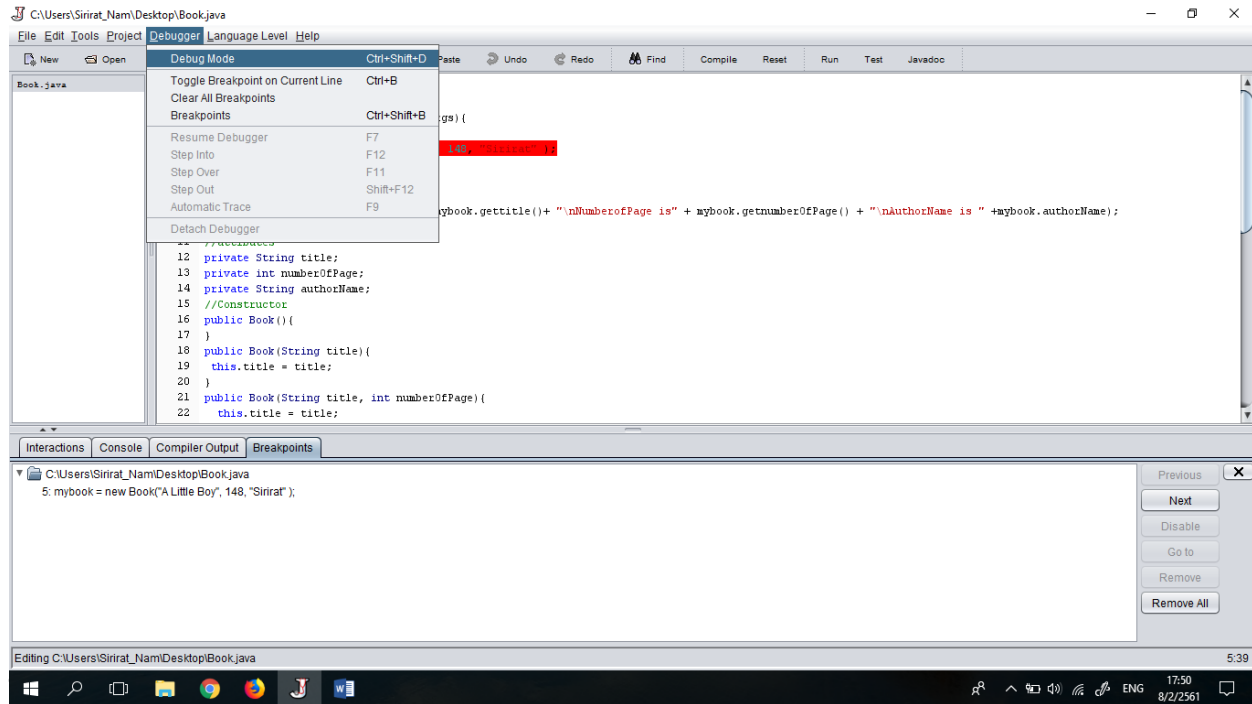 C:\Users\Sirirat_Nam\Desktop\Book.java
File Edit Tools Project Debugger Language Level Help
New Open Paste Undo Redo Find Compile Reset Run Test Javadoc
Debug Mode Ctrl+Shift+D
Toggle Breakpoint on Current Line Ctrl+B
Clear All Breakpoints
Breakpoints Ctrl+Shift+B
Resume Debugger F7
Step Into F12
Step Over F11
Step Out Shift+F12
Automatic Trace F9
Detach Debugger
Book.java
gs){
148, "Sirirat" );
ybook.gettitle()+ "\nNumberofPage is" + mybook.getnumberOfPage() + "\nAuthorName is " +mybook.authorName);
12 private String title;
13 private int numberOfPage;
14 private String authorName;
15 //Constructor
16 public Book(){
17 }
18 public Book(String title){
19 this.title = title;
20 }
21 public Book(String title, int numberOfPage){
22 this.title = title;
Interactions Console Compiler Output Breakpoints
C:\Users\Sirirat_Nam\Desktop\Book.java
5: mybook = new Book("A Little Boy", 148, "Sirirat" );
Previous
Next
Disable
Go to
Remove
Remove All
Editing C:\Users\Sirirat_Nam\Desktop\Book.java 5:39
ENG 17:50
8/2/2561